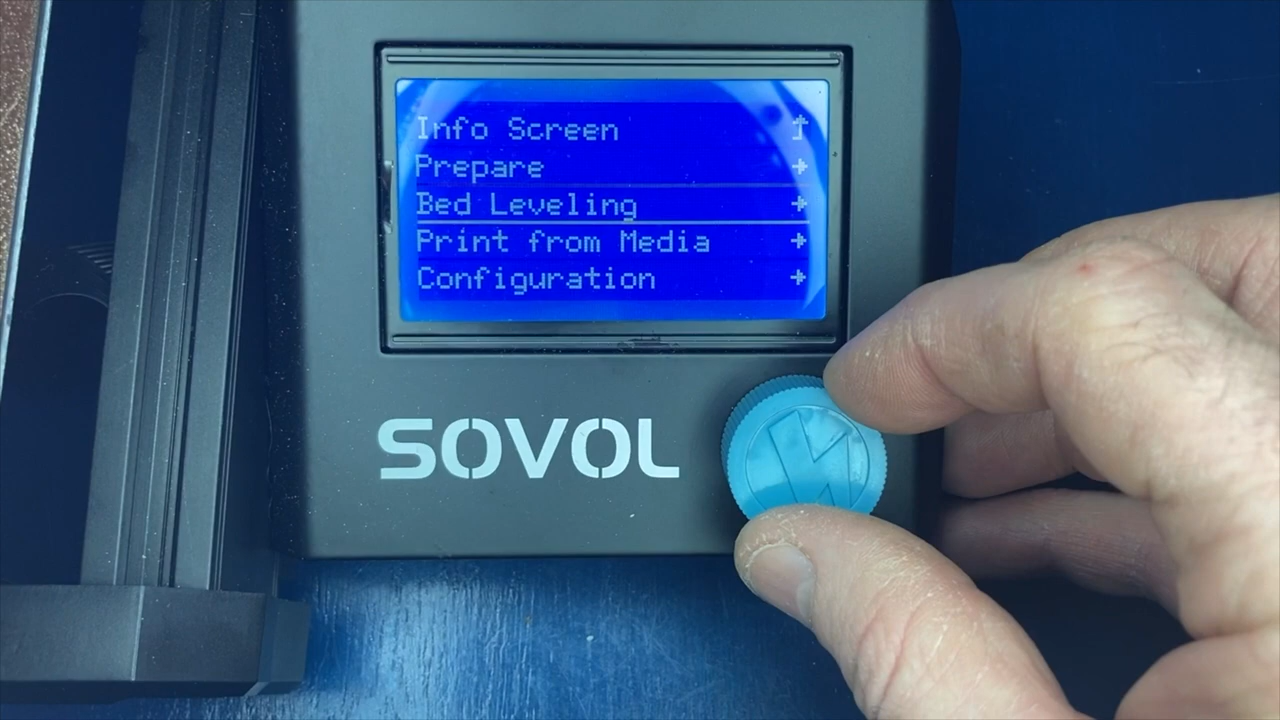 Info Screen
Prepare
Bed Leveling
Print from Media
Configuration
SOVOL